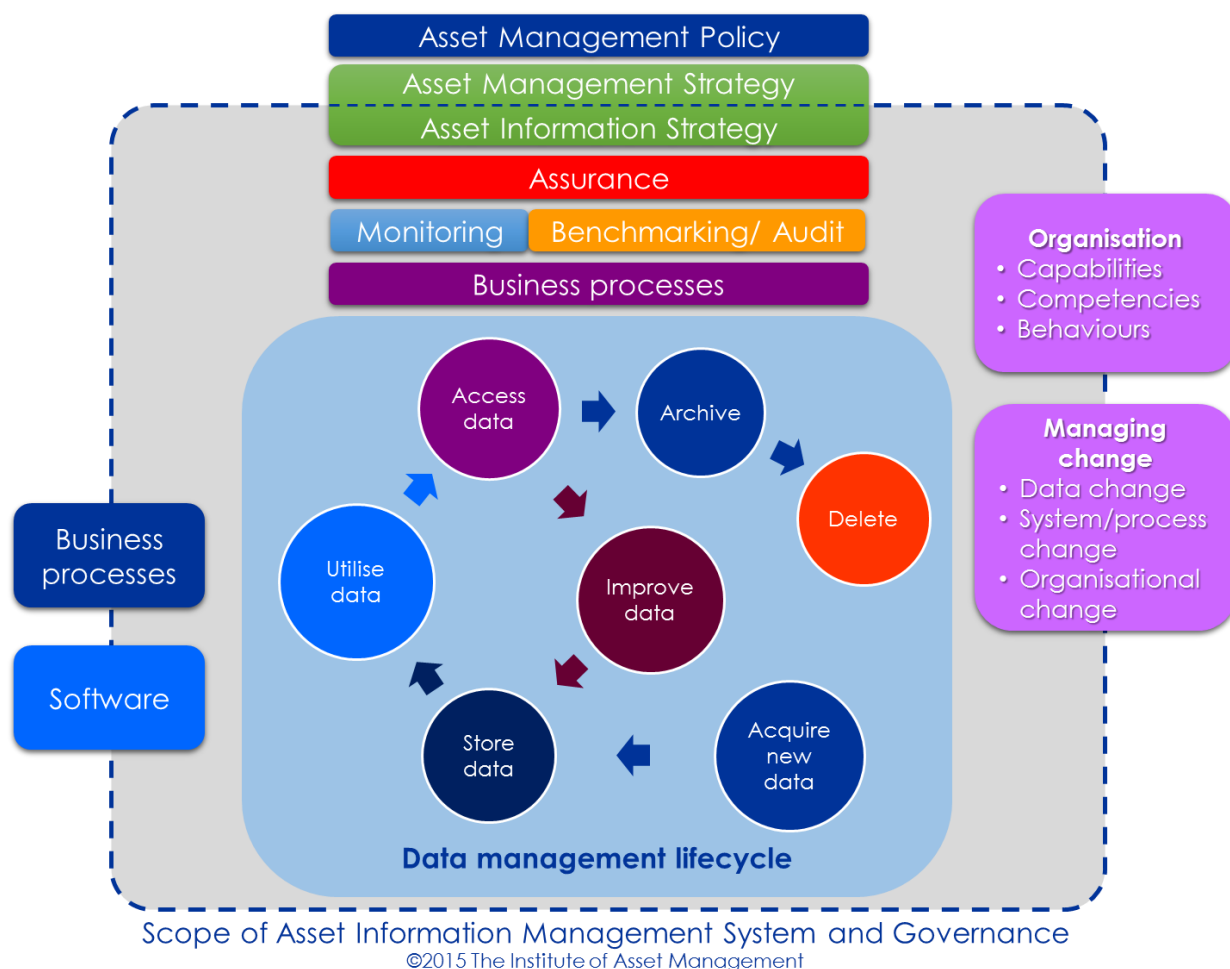 Asset Management Policy
Asset Management Strategy
Asset Information Strategy
Assurance
Monitoring
Benchmarking/ Audit
Business processes
Organisation
• Capabilities
• Competencies
• Behaviours
Managing
change
• Data change
• System/process
change
• Organisational
change
Business
processes
Software
Access
data
Archive
Delete
Utilise
data
Improve
data
Store
data
Acquire
new
data
Data management lifecycle
Scope of Asset Information Management System and Governance
©2015 The Institute of Asset Management